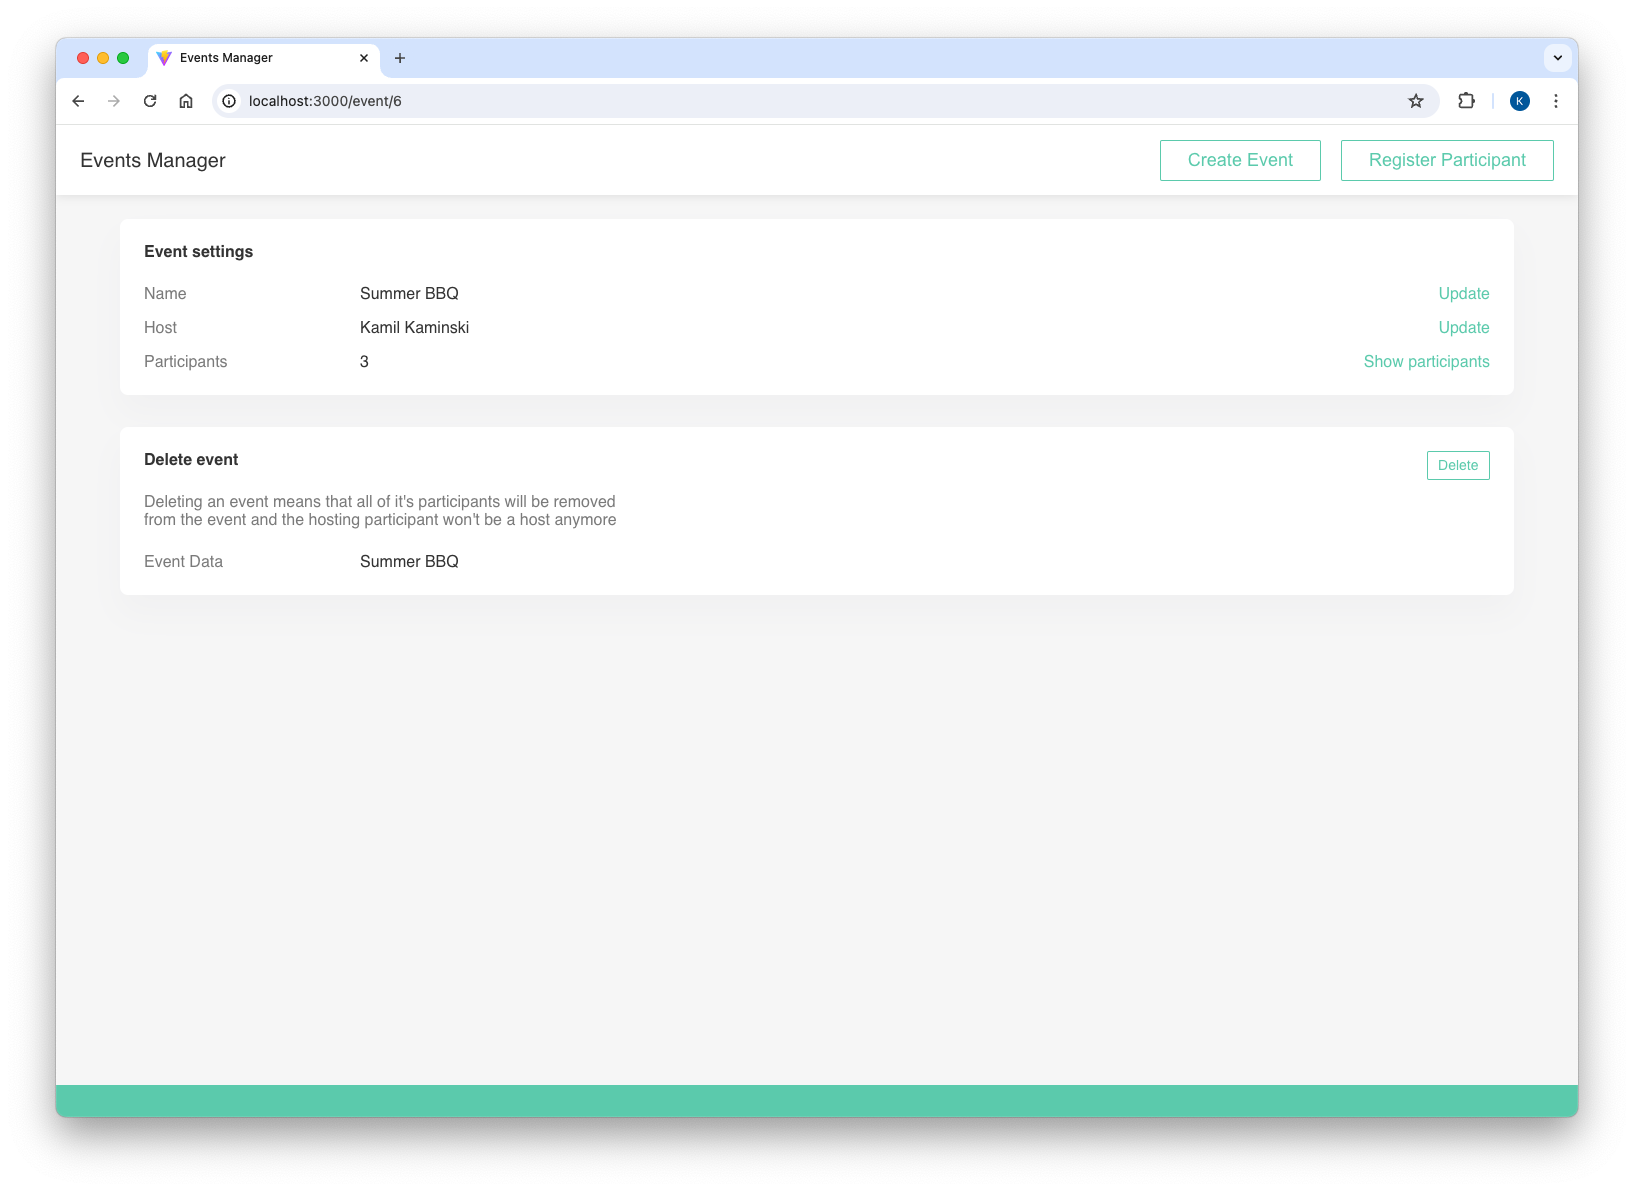 Events Manager
localhost:3000/event/6
K
Events Manager
Create Event
Register Participant
Event settings
Name
Summer BBQ
Update
Host
Kamil Kaminski
Update
Participants
3
Show participants
Delete event
Delete
Deleting an event means that all of it's participants will be removed
from the event and the hosting participant won't be a host anymore
Event Data
Summer BBQ